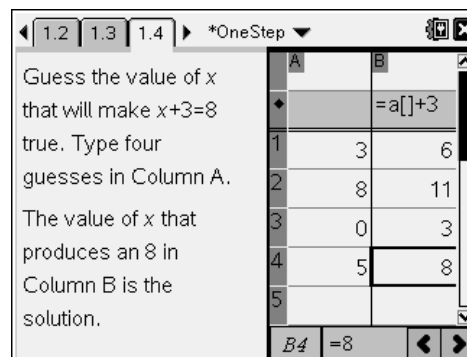 1.2 1.3 1.4 *OneStep
Guess the value of x
that will make x+3=8
true. Type four
guesses in Column A.
The value of x that
produces an 8 in
Column B is the
solution.
A B
=a[]+3
1 3 6
2 8 11
3 0 3
4 5 8
5
B4 =8